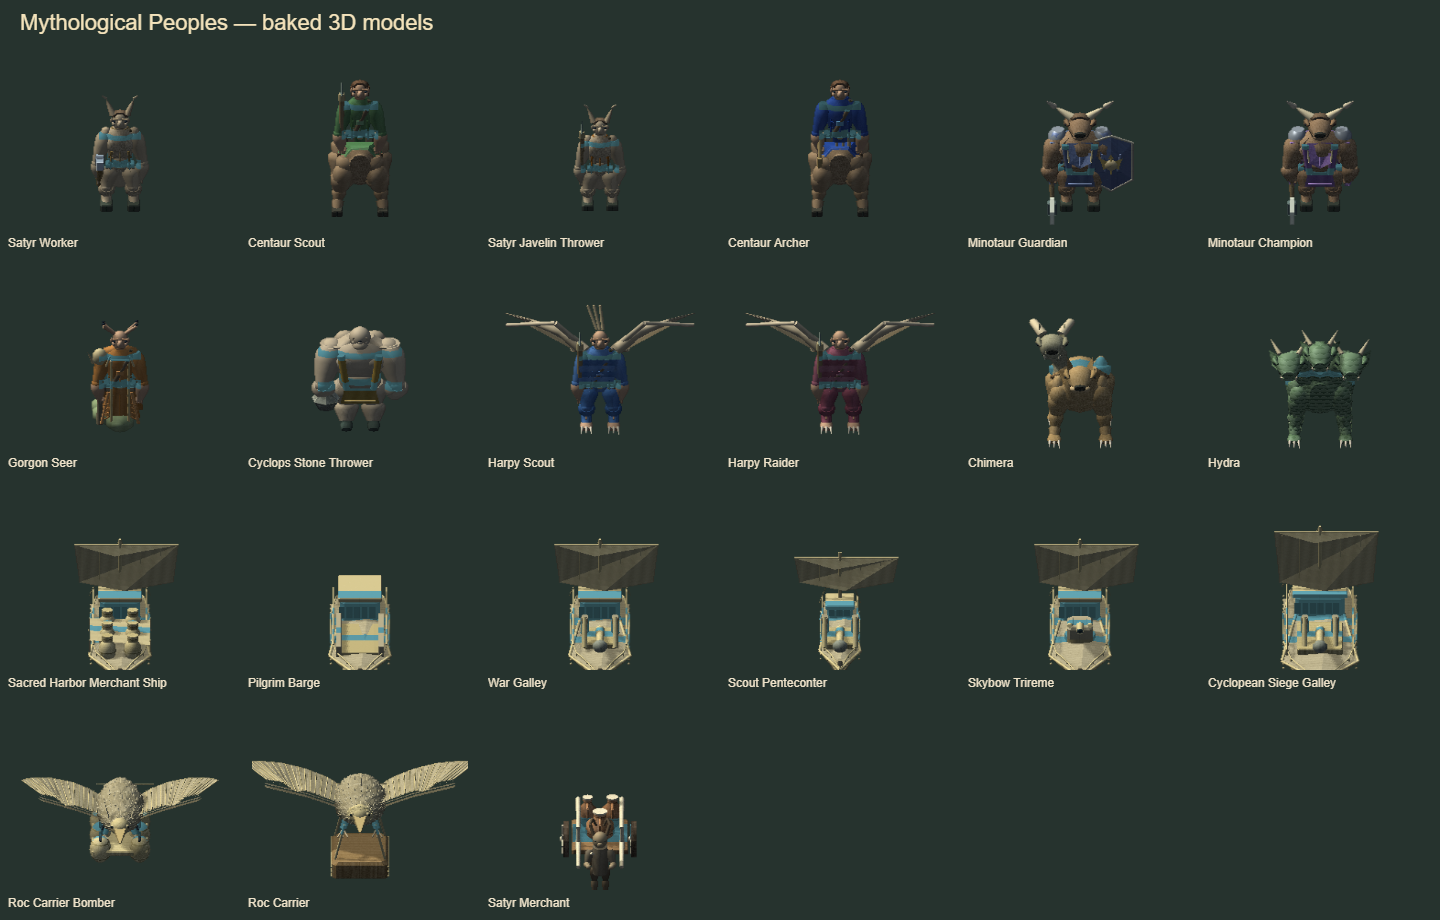 Mythological Peoples — baked 3D models
Satyr Worker
Centaur Scout
Satyr Javelin Thrower
Centaur Archer
Minotaur Guardian
Minotaur Champion
Gorgon Seer
Cyclops Stone Thrower
Harpy Scout
Harpy Raider
Chimera
Hydra
Sacred Harbor Merchant Ship
Pilgrim Barge
War Galley
Scout Penteconter
Skybow Trireme
Cyclopean Siege Galley
Roc Carrier Bomber
Roc Carrier
Satyr Merchant